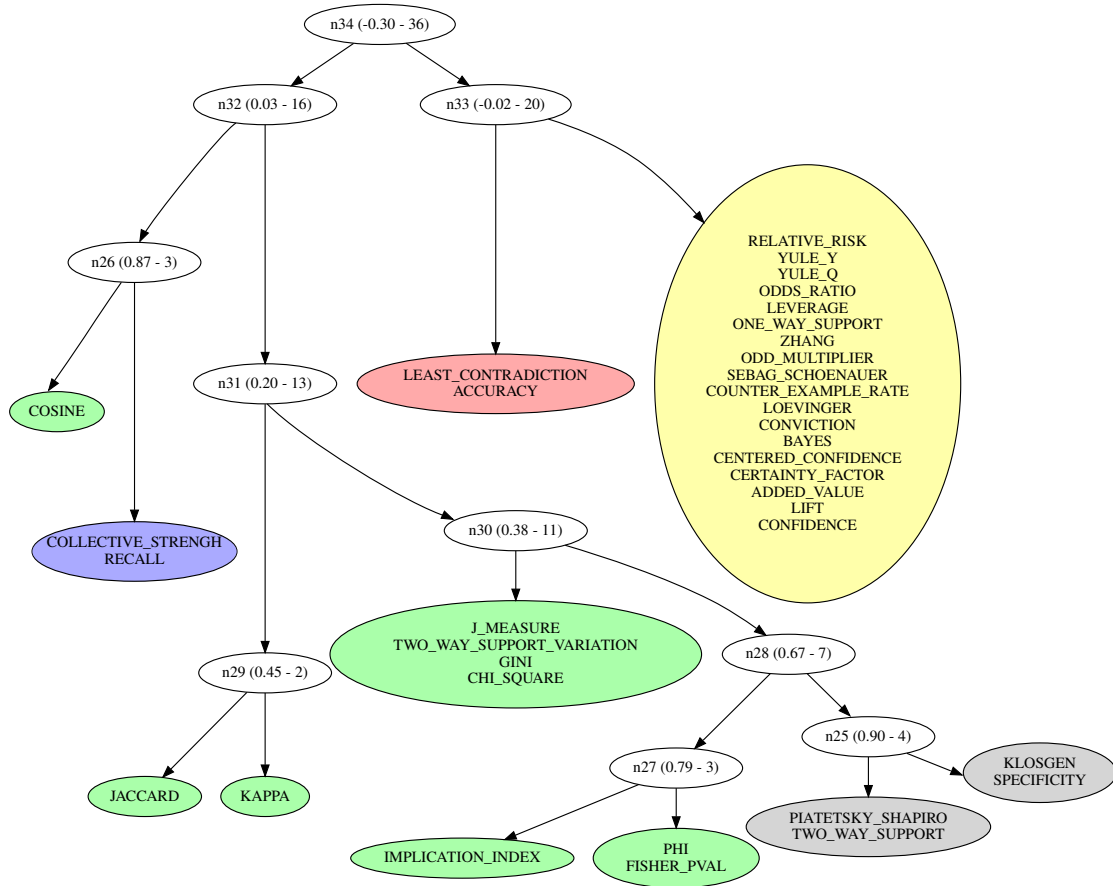 n34 (-0.30 - 36)
n32 (0.03 - 16)
n33 (-0.02 - 20)
n26 (0.87 - 3)
RELATIVE_RISK
YULE_Y
YULE_Q
ODDS_RATIO
LEVERAGE
ONE_WAY_SUPPORT
ZHANG
ODD_MULTIPLIER
SEBAG_SCHOENAUER
COUNTER_EXAMPLE_RATE
LOEVINGER
CONVICTION
BAYES
CENTERED_CONFIDENCE
CERTAINTY_FACTOR
ADDED_VALUE
LIFT
CONFIDENCE
n31 (0.20 - 13)
LEAST_CONTRADICTION
ACCURACY
COSINE
n30 (0.38 - 11)
COLLECTIVE_STRENGH
RECALL
J_MEASURE
TWO_WAY_SUPPORT_VARIATION
GINI
CHI_SQUARE
n28 (0.67 - 7)
n29 (0.45 - 2)
n25 (0.90 - 4)
n27 (0.79 - 3)
KLOSGEN
SPECIFICITY
JACCARD
KAPPA
PIATETSKY_SHAPIRO
TWO_WAY_SUPPORT
IMPLICATION_INDEX
PHI
FISHER_PVAL